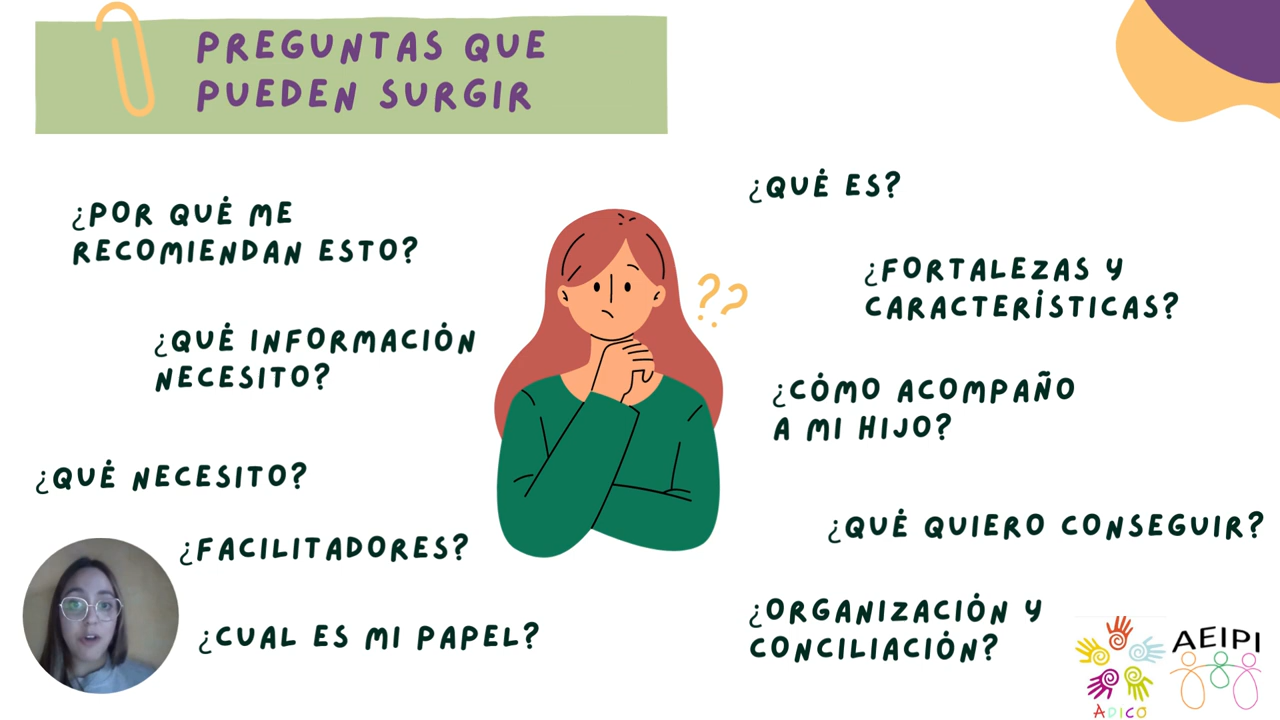 PREGUNTAS QUE
PUEDEN SURGIR
¿POR QUÉ ME
RECOMIENDAN ESTO?
¿QUÉ INFORMACIÓN
NECESITO?
¿QUÉ NECESITO?
¿FACILITADORES?
¿CUAL ES MI PAPEL?
??
¿QUÉ ES?
¿FORTALEZAS Y
CARACTERÍSTICAS?
¿CÓMO ACOMPAÑO
A MI HIJO?
¿QUÉ QUIERO CONSEGUIR?
¿ORGANIZACIÓN Y
CONCILIACIÓN?
ADICO
AEIPI